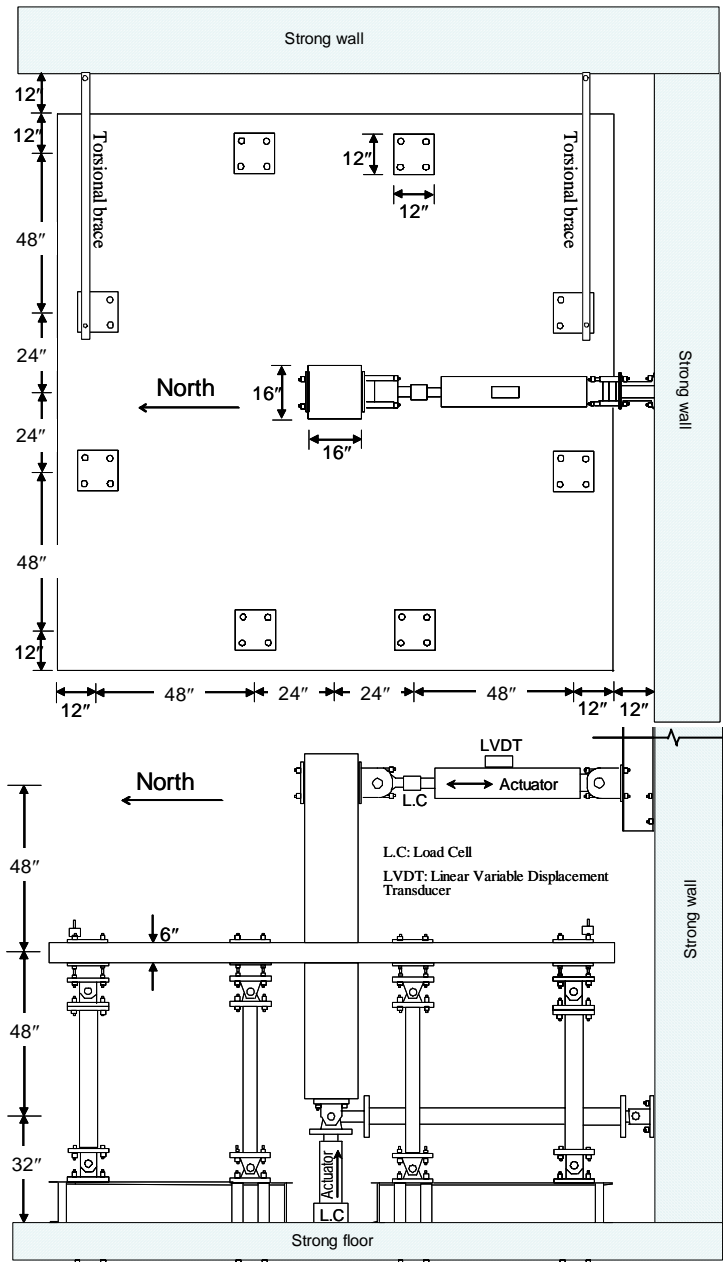 Strong wall
12″
12″
Torsional brace
Torsional brace
12″
12″
48″
24″
North
16″
16″
Strong wall
24″
48″
12″
12″
48″
24″
24″
48″
12″
12″
LVDT
North
Actuator
L.C
L.C: Load Cell
LVDT: Linear Variable Displacement
Transducer
48″
6″
Strong wall
48″
32″
Actuator
L.C
Strong floor